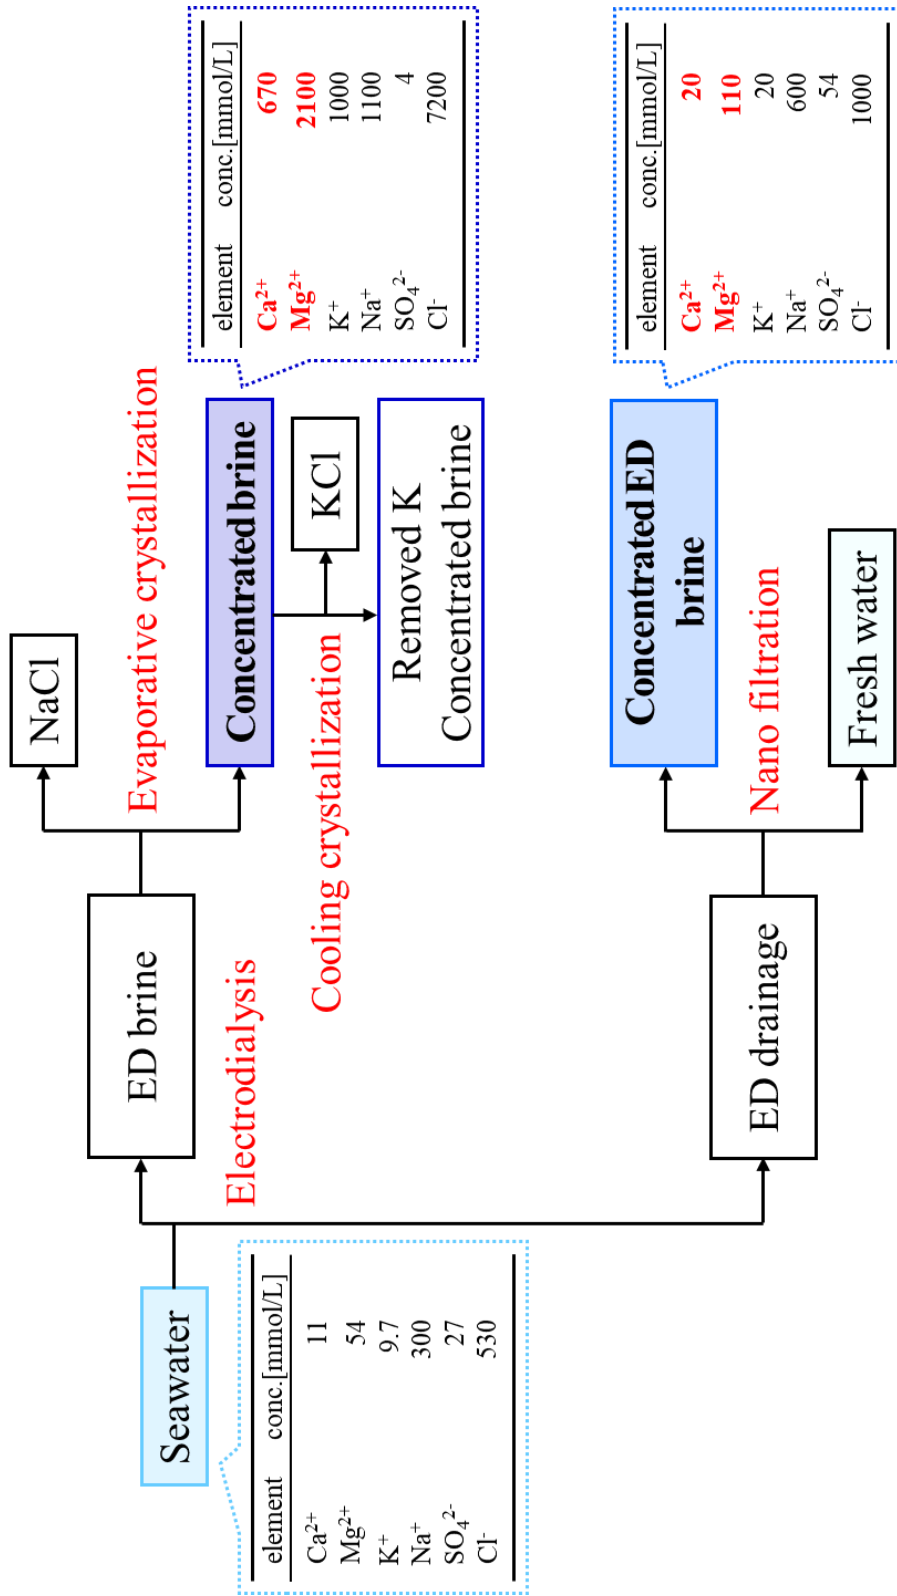 Seawater
element conc.[mmol/L]
Ca²⁺ 11
Mg²⁺ 54
K⁺ 9.7
Na⁺ 300
SO₄²⁻ 27
Cl⁻ 530
Electrodialysis
ED brine
ED drainage
NaCl
Evaporative crystallization
Concentrated brine
element conc.[mmol/L]
Ca²⁺ 670
Mg²⁺ 2100
K⁺ 1000
Na⁺ 1100
SO₄²⁻ 4
Cl⁻ 7200
Cooling crystallization
KCl
Removed K
Concentrated brine
Concentrated ED
brine
element conc.[mmol/L]
Ca²⁺ 20
Mg²⁺ 110
K⁺ 20
Na⁺ 600
SO₄²⁻ 54
Cl⁻ 1000
Nano filtration
Fresh water